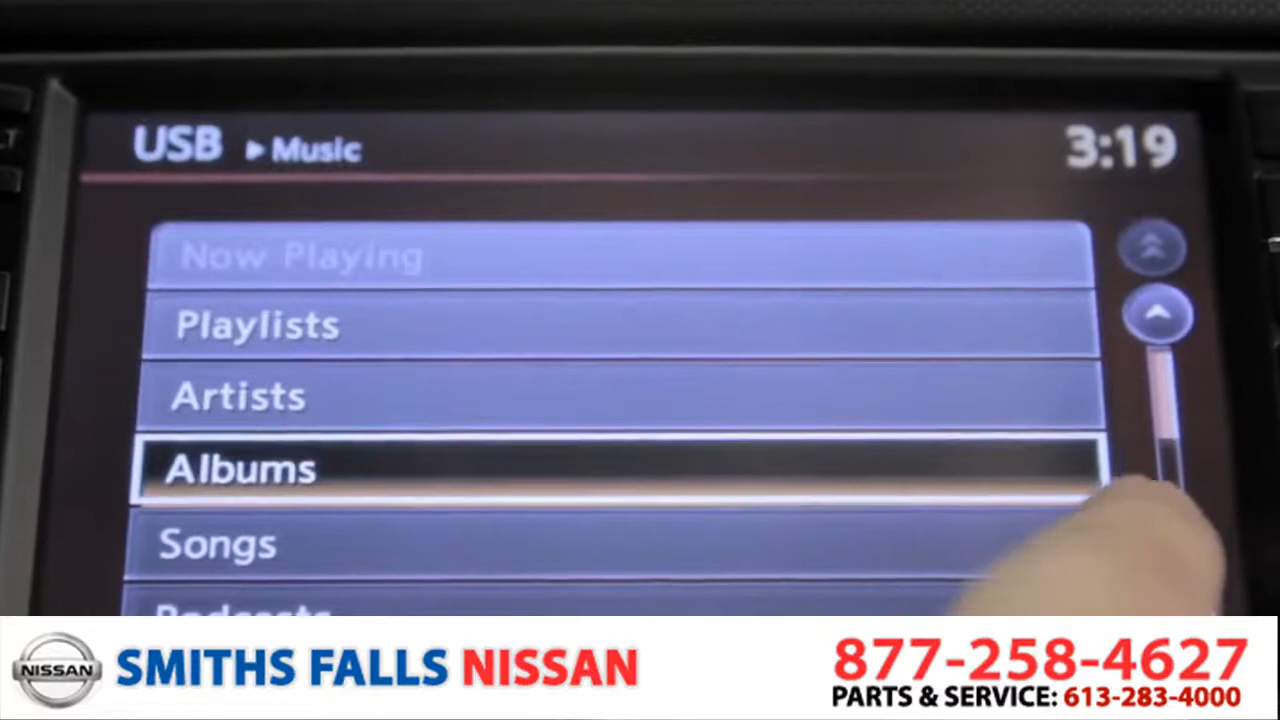 USB ▸Music
3:19
Now Playing
Playlists
Artists
Albums
Songs
Podcasts
NISSAN
SMITHS FALLS NISSAN
877-258-4627
PARTS & SERVICE: 613-283-4000